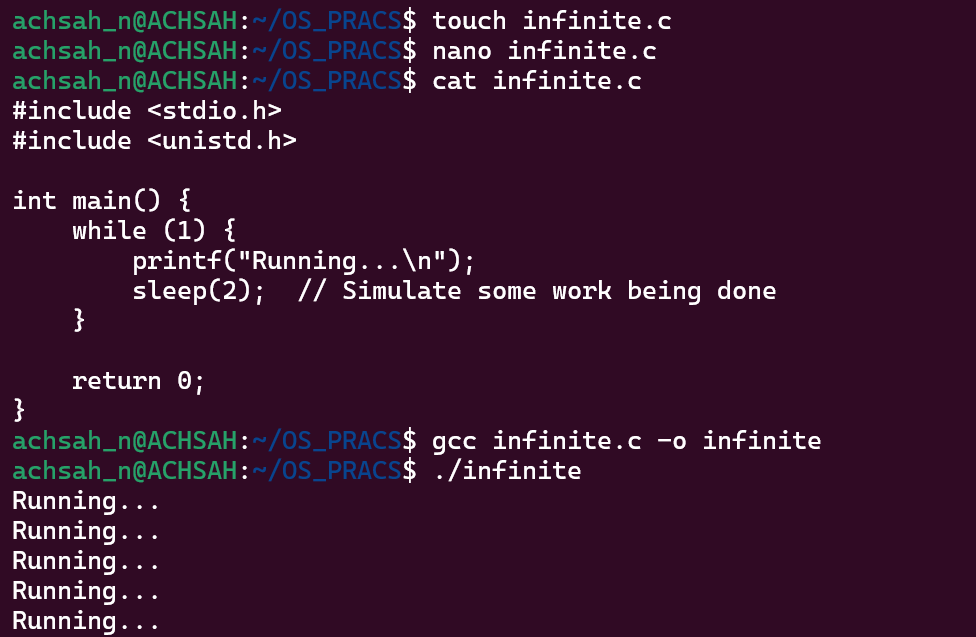 achsah_n@ACHSAH:~/OS_PRACS$ touch infinite.c
achsah_n@ACHSAH:~/OS_PRACS$ nano infinite.c
achsah_n@ACHSAH:~/OS_PRACS$ cat infinite.c
#include <stdio.h>
#include <unistd.h>

int main() {
    while (1) {
        printf("Running...\n");
        sleep(2);  // Simulate some work being done
    }

    return 0;
}
achsah_n@ACHSAH:~/OS_PRACS$ gcc infinite.c -o infinite
achsah_n@ACHSAH:~/OS_PRACS$ ./infinite
Running...
Running...
Running...
Running...
Running...